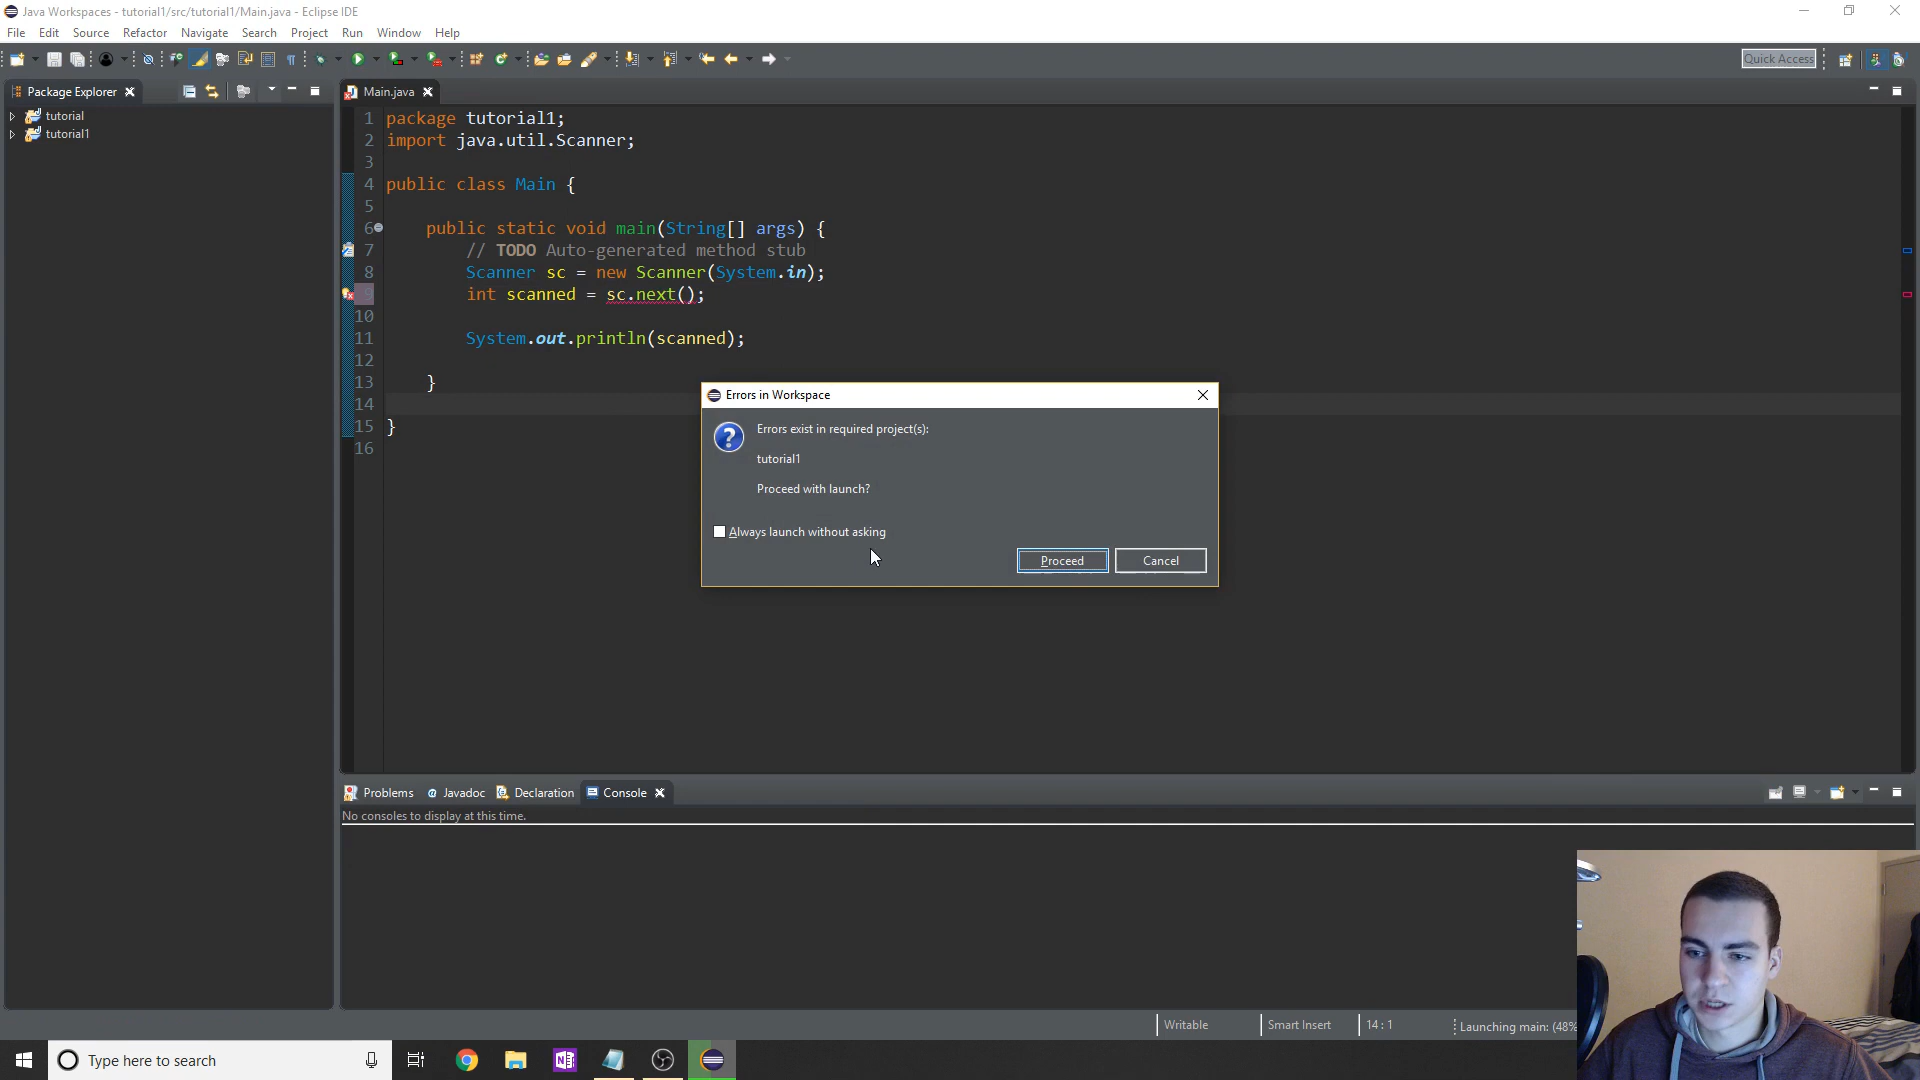 Java Workspaces - tutorial1/src/tutorial1/Main.java - Eclipse IDE
File Edit Source Refactor Navigate Search Project Run Window Help
Quick Access
Package Explorer
Main.java
tutorial
tutorial1
1 package tutorial1;
2 import java.util.Scanner;
3
4 public class Main {
5
6 public static void main(String[] args) {
7 // TODO Auto-generated method stub
8 Scanner sc = new Scanner(System.in);
9 int scanned = sc.next();
10
11 System.out.println(scanned);
12
13 }
14
15 }
16
Errors in Workspace
Errors exist in required project(s):
tutorial1
Proceed with launch?
Always launch without asking
Proceed Cancel
Problems Javadoc Declaration Console
No consoles to display at this time.
Writable Smart Insert 14 : 1 Launching main: (48%
Type here to search